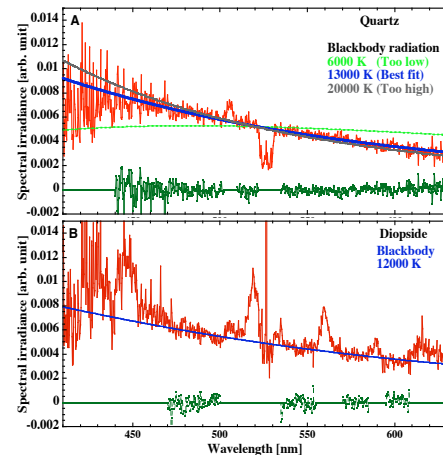 A
Quartz
Blackbody radiation
6000 K (Too low)
13000 K (Best fit)
20000 K (Too high)
Spectral irradiance [arb. unit]
0.014
0.012
0.01
0.008
0.006
0.004
0.002
0
-0.002
B
Diopside
Blackbody
12000 K
Spectral irradiance [arb. unit]
0.014
0.012
0.01
0.008
0.006
0.004
0.002
0
-0.002
450 500 550 600
Wavelength [nm]